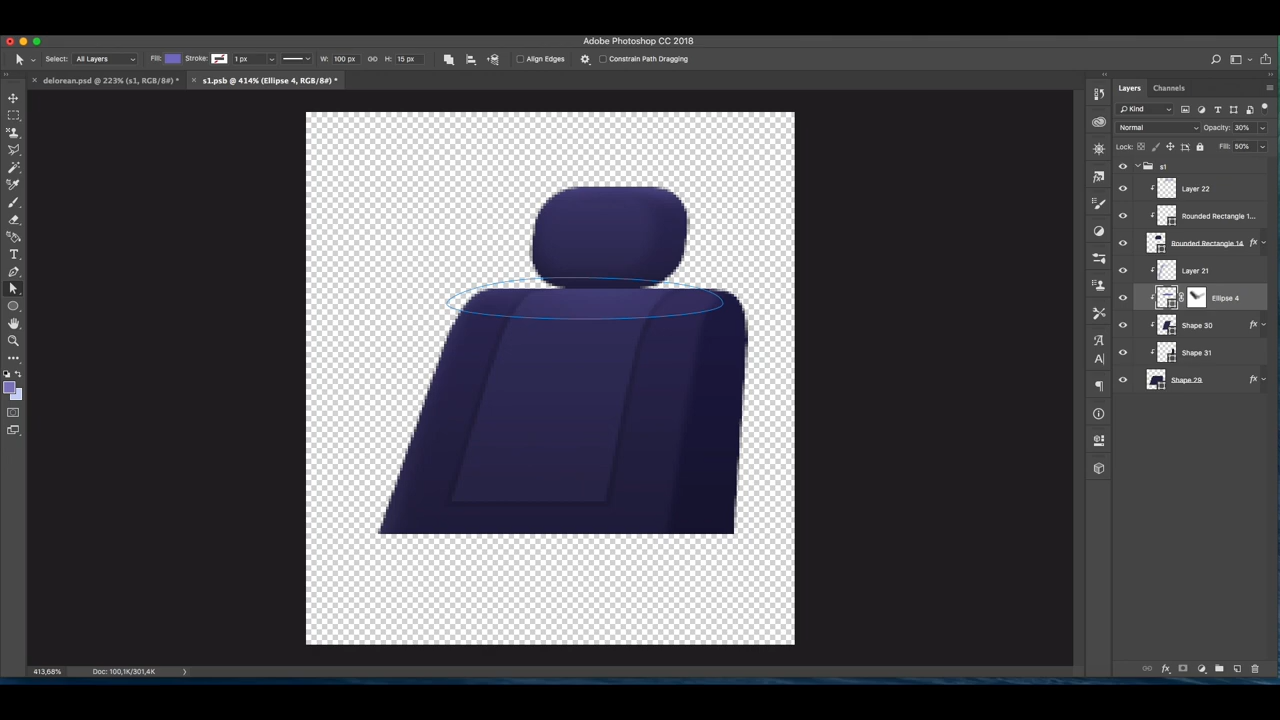 Adobe Photoshop CC 2018
Select: All Layers Fill: Stroke: 1 px W: 100 px H: 15 px Align Edges Constrain Path Dragging
delorean.psd @ 223% (s1, RGB/8#) * s1.psb @ 414% (Ellipse 4, RGB/8#) *
Layers Channels
Kind
Normal Opacity: 30%
Lock: Fill: 50%
s1
Layer 22
Rounded Rectangle 1...
Rounded Rectangle 14 fx
Layer 21
Ellipse 4
Shape 30 fx
Shape 31
Shape 29 fx
413,68% Doc: 100,1K/301,4K